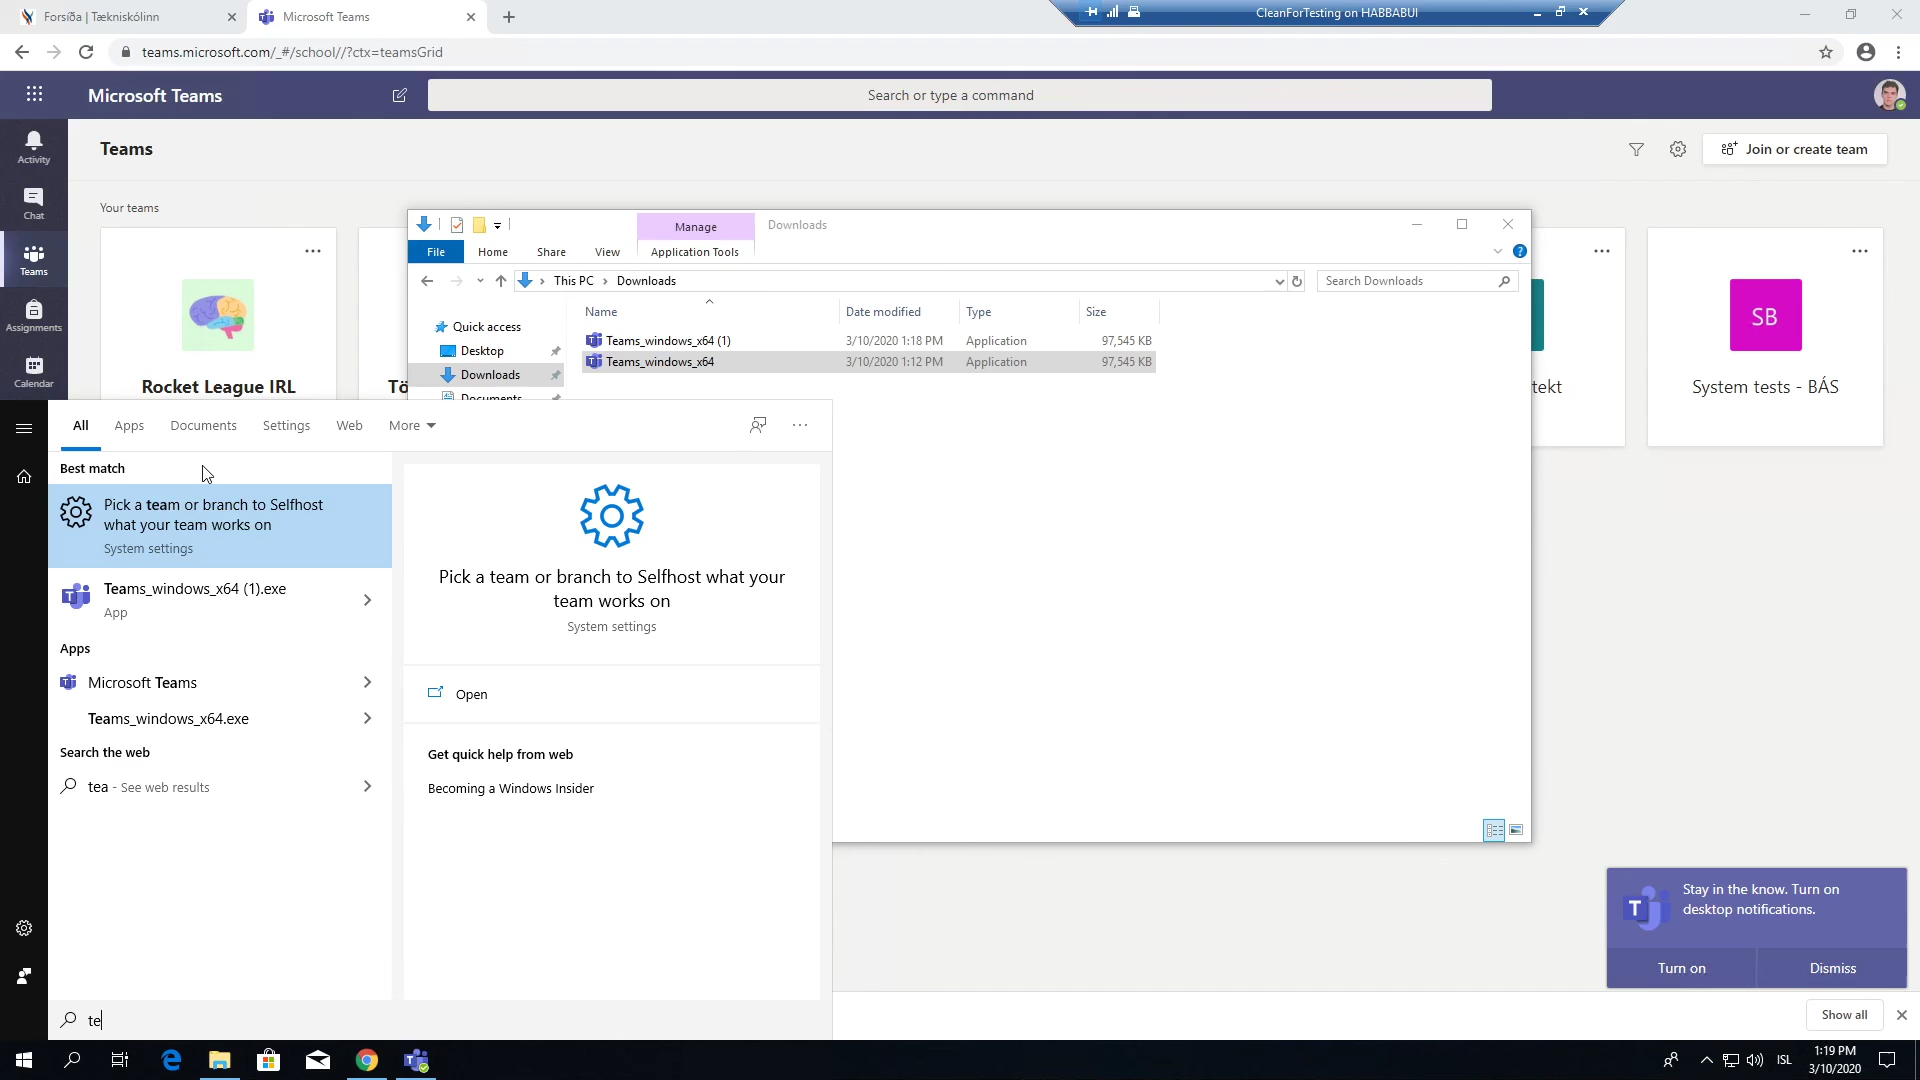 Forsíða | Tækniskólinn
Microsoft Teams
CleanForTesting on HABBABUI
teams.microsoft.com/_#/school//?ctx=teamsGrid
Microsoft Teams
Search or type a command
Activity
Chat
Teams
Assignments
Calendar
Teams
Join or create team
Your teams
Rocket League IRL
Tö
tekt
SB
System tests - BÁS
Manage
Downloads
File
Home
Share
View
Application Tools
This PC
Downloads
Search Downloads
Name
Date modified
Type
Size
Quick access
Desktop
Downloads
Documents
Teams_windows_x64 (1)
3/10/2020 1:18 PM
Application
97,545 KB
Teams_windows_x64
3/10/2020 1:12 PM
Application
97,545 KB
All
Apps
Documents
Settings
Web
More
Best match
Pick a team or branch to Selfhost
what your team works on
System settings
Teams_windows_x64 (1).exe
App
Apps
Microsoft Teams
Teams_windows_x64.exe
Search the web
tea - See web results
Pick a team or branch to Selfhost what your
team works on
System settings
Open
Get quick help from web
Becoming a Windows Insider
te
Stay in the know. Turn on
desktop notifications.
Turn on
Dismiss
Show all
ISL
1:19 PM
3/10/2020